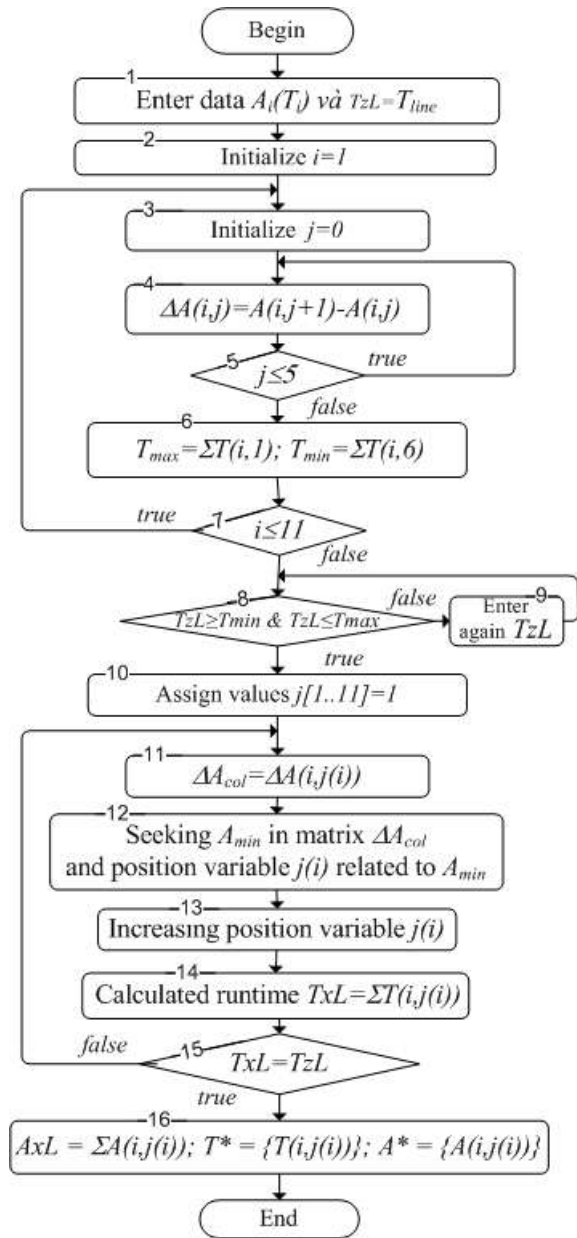 Begin
1
Enter data Aᵢ(Tᵢ) và TzL=T_line
2
Initialize i=1
3
Initialize j=0
4
ΔA(i,j)=A(i,j+1)-A(i,j)
5
j≤5
true
false
6
T_max=ΣT(i,1); T_min=ΣT(i,6)
true
7
i≤11
false
8
TzL≥Tmin & TzL≤Tmax
false
9
Enter
again TzL
true
10
Assign values j[1..11]=1
11
ΔA_col=ΔA(i,j(i))
12
Seeking A_min in matrix ΔA_col
and position variable j(i) related to A_min
13
Increasing position variable j(i)
14
Calculated runtime TxL=ΣT(i,j(i))
false
15
TxL=TzL
true
16
AxL = ΣA(i,j(i)); T* = {T(i,j(i))}; A* = {A(i,j(i))}
End